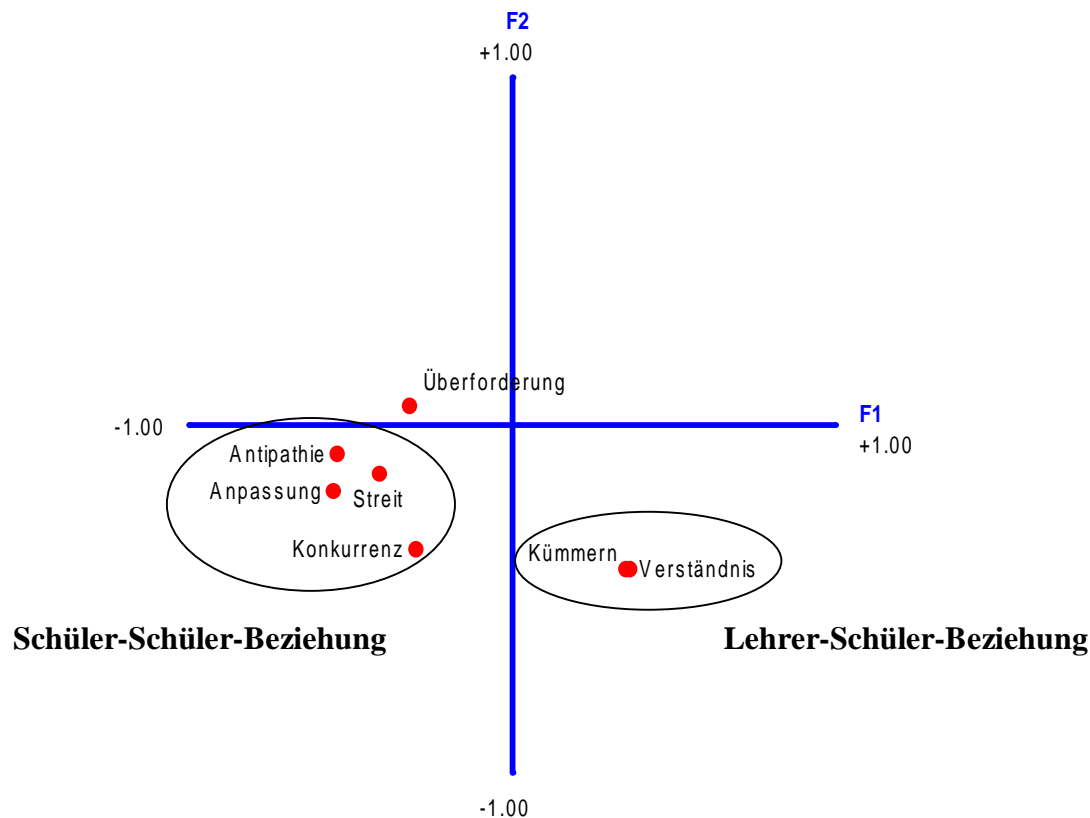 F2
+1.00
Überforderung
-1.00
F1
+1.00
Antipathie
Anpassung
Streit
Konkurrenz
Kümmern
Verständnis
Schüler-Schüler-Beziehung
Lehrer-Schüler-Beziehung
-1.00